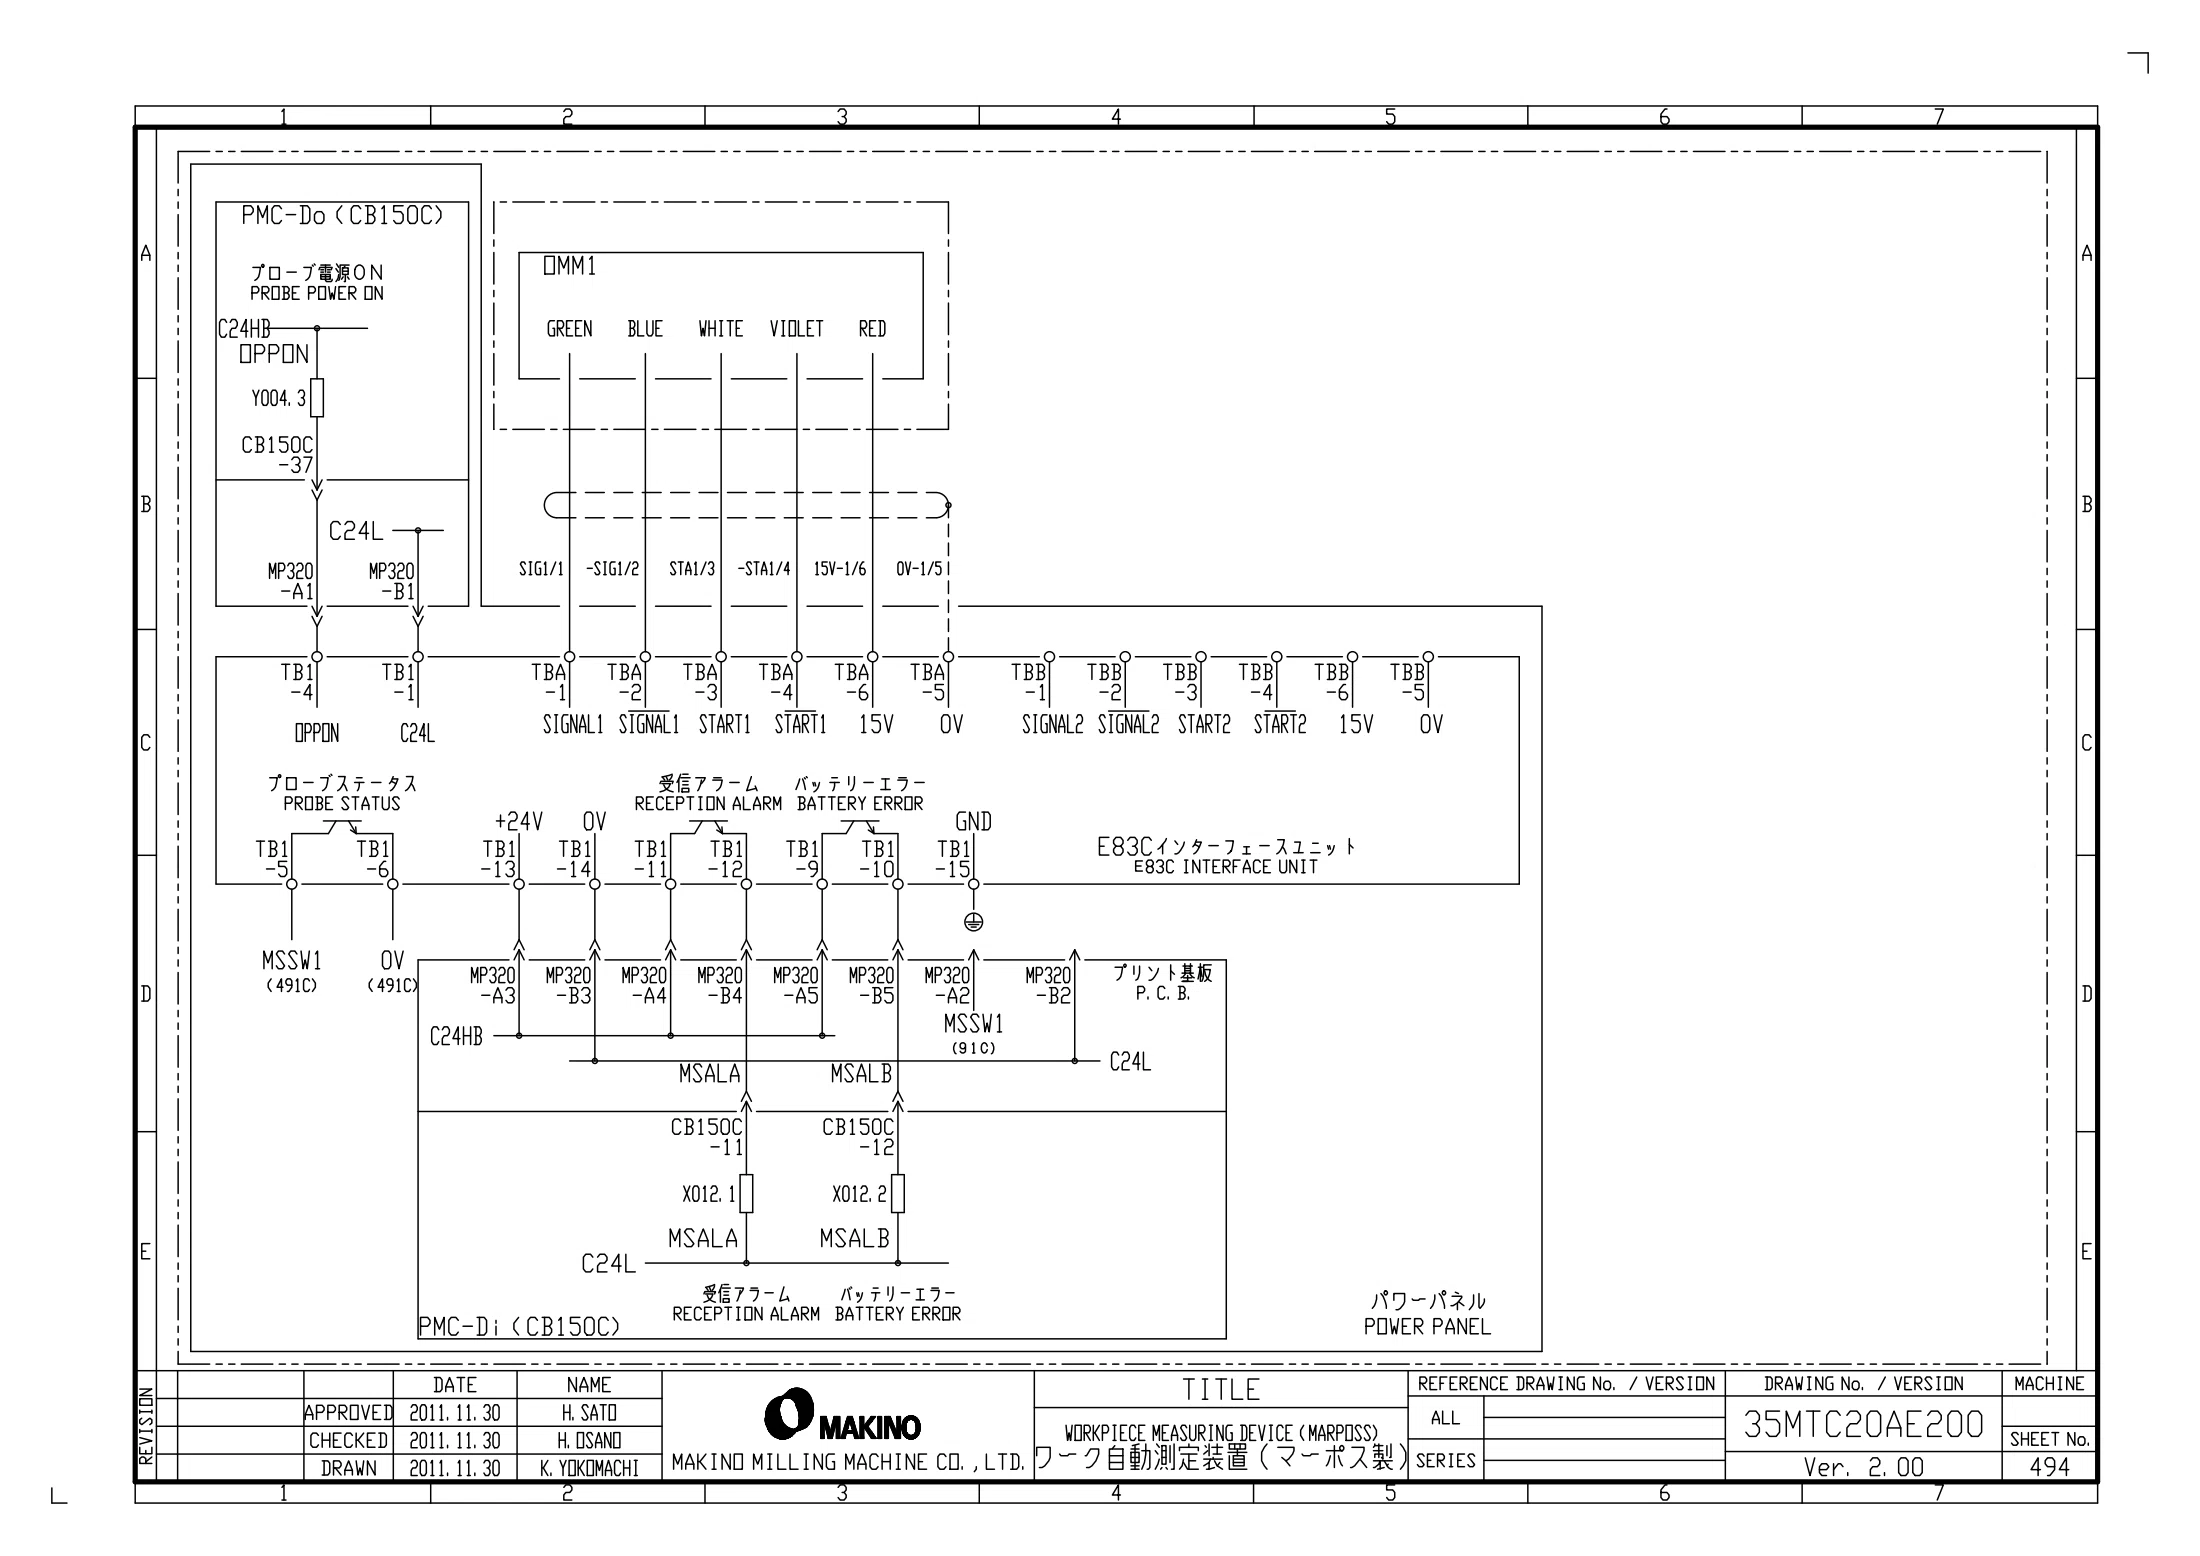 1 2 3 4 5 6 7
A A
B B
C C
D D
E E
PMC-Do (CB150C)
プローブ電源ON
PROBE POWER ON
C24HB
OPPON
Y004.3
CB150C
-37
C24L
MP320
-A1
MP320
-B1
OMM1
GREEN BLUE WHITE VIOLET RED
SIG1/1 -SIG1/2 STA1/3 -STA1/4 15V-1/6 0V-1/5
TB1 TB1 TBA TBA TBA TBA TBA TBA TBB TBB TBB TBB TBB TBB
-4 -1 -1 -2 -3 -4 -6 -5 -1 -2 -3 -4 -6 -5
OPPON C24L SIGNAL1 S̅I̅G̅N̅A̅L̅1 START1 S̅T̅A̅R̅T̅1 15V 0V SIGNAL2 S̅I̅G̅N̅A̅L̅2 START2 S̅T̅A̅R̅T̅2 15V 0V
プローブステータス 受信アラーム バッテリーエラー
PROBE STATUS RECEPTION ALARM BATTERY ERROR
+24V 0V GND
TB1 TB1 TB1 TB1 TB1 TB1 TB1 TB1 TB1
-5 -6 -13 -14 -11 -12 -9 -10 -15
E83Cインターフェースユニット
E83C INTERFACE UNIT
MSSW1 0V
(491C) (491C)
MP320 MP320 MP320 MP320 MP320 MP320 MP320 MP320
-A3 -B3 -A4 -B4 -A5 -B5 -A2 -B2
プリント基板
P.C.B.
MSSW1
(91C)
C24HB
C24L
MSALA MSALB
CB150C CB150C
-11 -12
X012.1 X012.2
MSALA MSALB
C24L
受信アラーム バッテリーエラー
RECEPTION ALARM BATTERY ERROR
PMC-Di (CB150C)
パワーパネル
POWER PANEL
REVISION
DATE NAME
APPROVED 2011.11.30 H. SATO
CHECKED 2011.11.30 H. OSANO
DRAWN 2011.11.30 K. YOKOMACHI
MAKINO
MAKINO MILLING MACHINE CO.,LTD.
TITLE
WORKPIECE MEASURING DEVICE (MARPOSS)
ワーク自動測定装置(マーポス製)
REFERENCE DRAWING No. / VERSION
ALL
SERIES
DRAWING No. / VERSION
35MTC20AE200
Ver. 2.00
MACHINE
SHEET No.
494
1 2 3 4 5 6 7